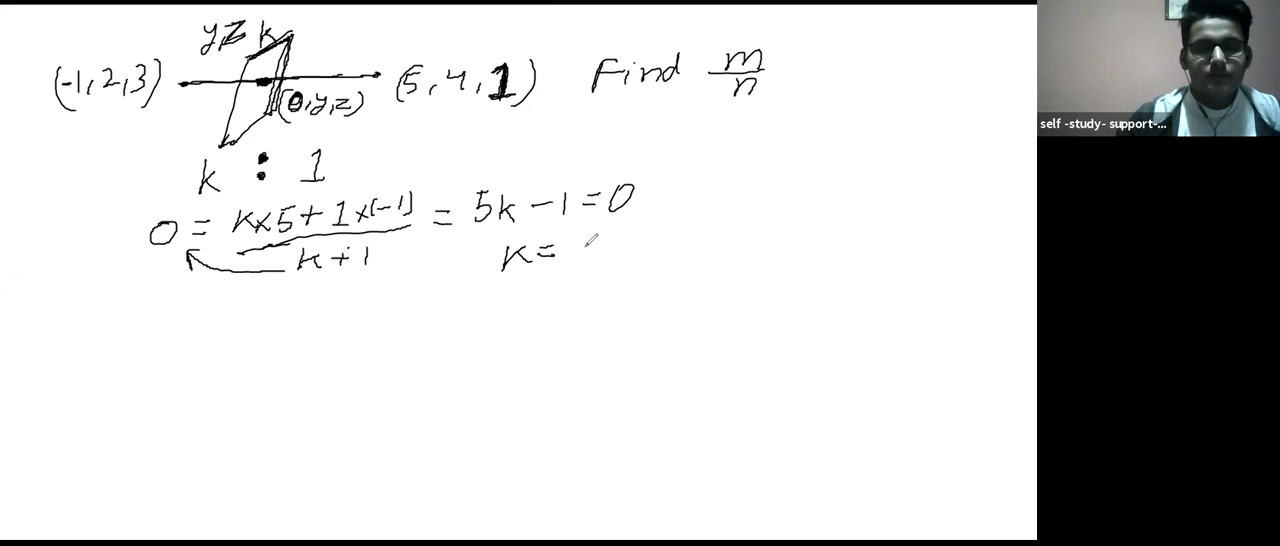 y,z k
(-1,2,3) (5,4,1) Find m/n
(0,y,z)
k : 1
0 = k×5+1×(-1) / k+1 = 5k-1=0
k=
self -study- support-...